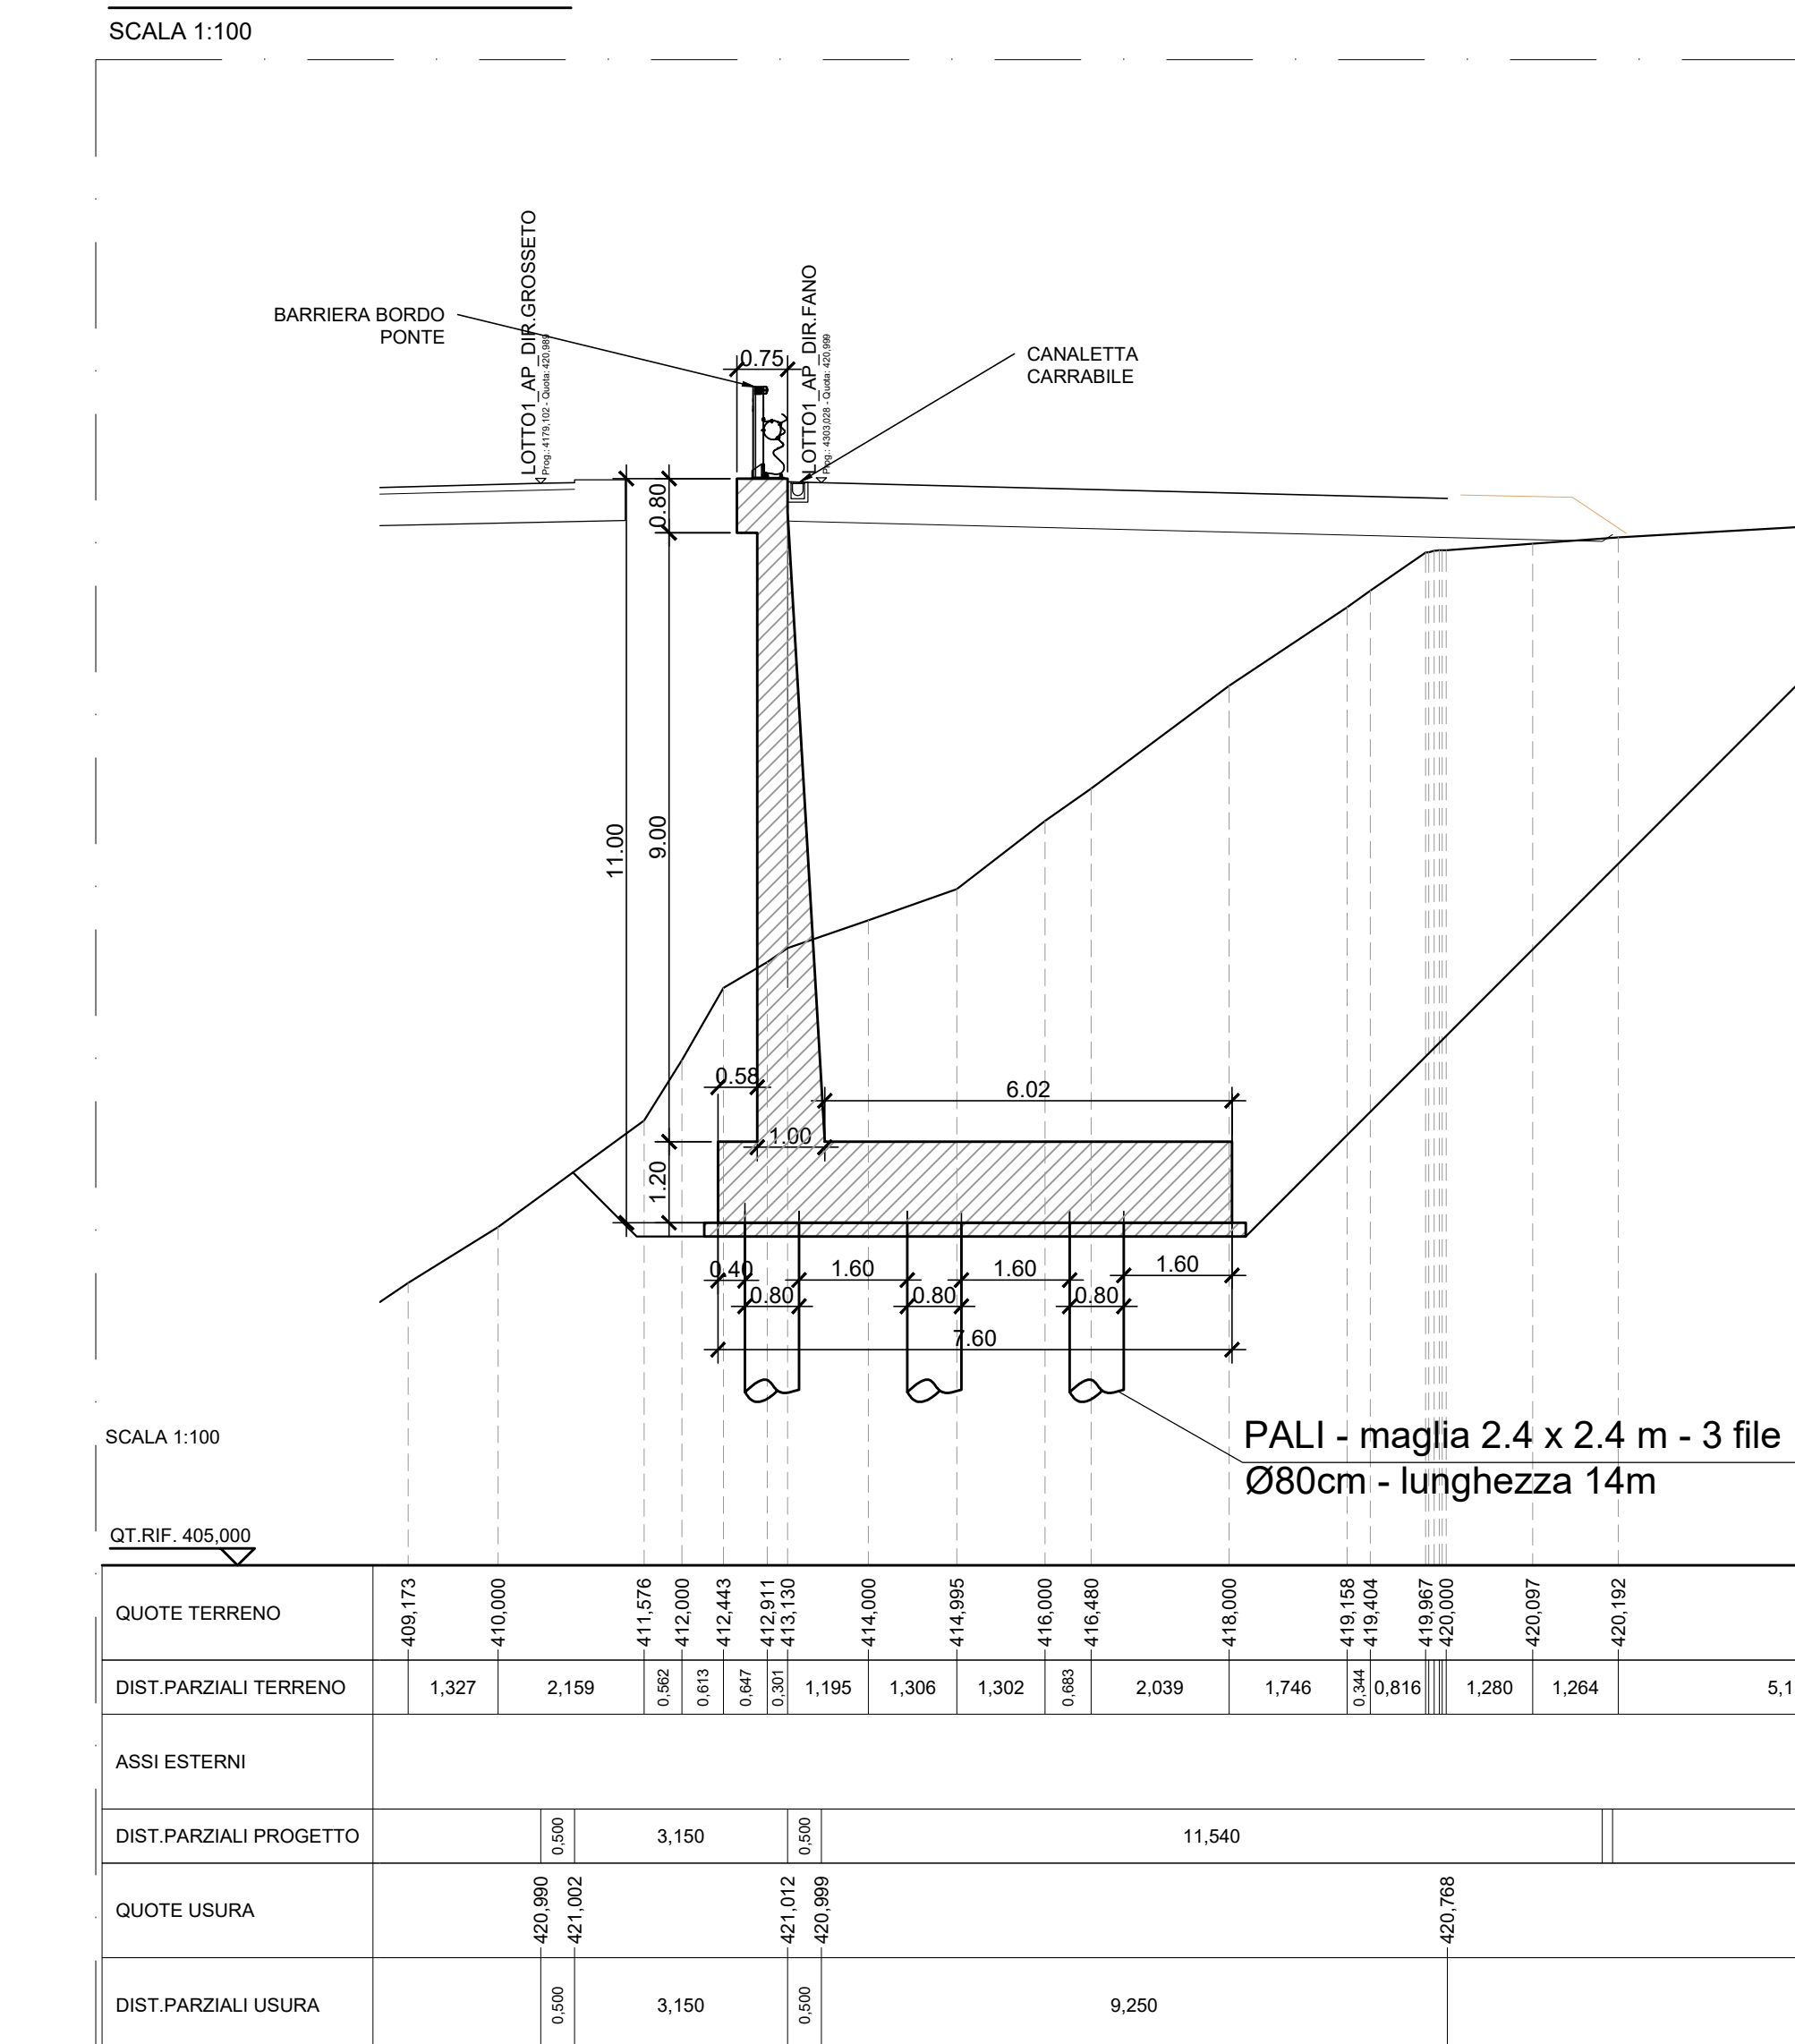 SCALA 1:100
LOTTO1_AP_DIR.GROSSETO
LOTTO1_AP_DIR.FANO
Prog.: 4303,028 - Quota: 420,999
BARRIERA BORDO
PONTE
CANALETTA
CARRABILE
0.75
0.80
11.00
9.00
0.58
6.02
1.00
1.20
0.40
1.60
1.60
1.60
0.80
0.80
0.80
7.60
SCALA 1:100
PALI - maglia 2.4 x 2.4 m - 3 file
Ø80cm - lunghezza 14m
QT.RIF. 405,000
QUOTE TERRENO 409,173 410,000 411,576 412,000 412,443 412,911 413,130 414,000 414,995 416,000 416,480 418,000 419,158 419,404 419,967 420,000 420,097 420,192
DIST.PARZIALI TERRENO 1,327 2,159 0,562 0,613 0,647 0,301 1,195 1,306 1,302 0,683 2,039 1,746 0,344 0,816 1,280 1,264 5,1
ASSI ESTERNI
DIST.PARZIALI PROGETTO 0,500 3,150 0,500 11,540
QUOTE USURA 420,990 421,002 421,012 420,999 420,768
DIST.PARZIALI USURA 0,500 3,150 0,500 9,250